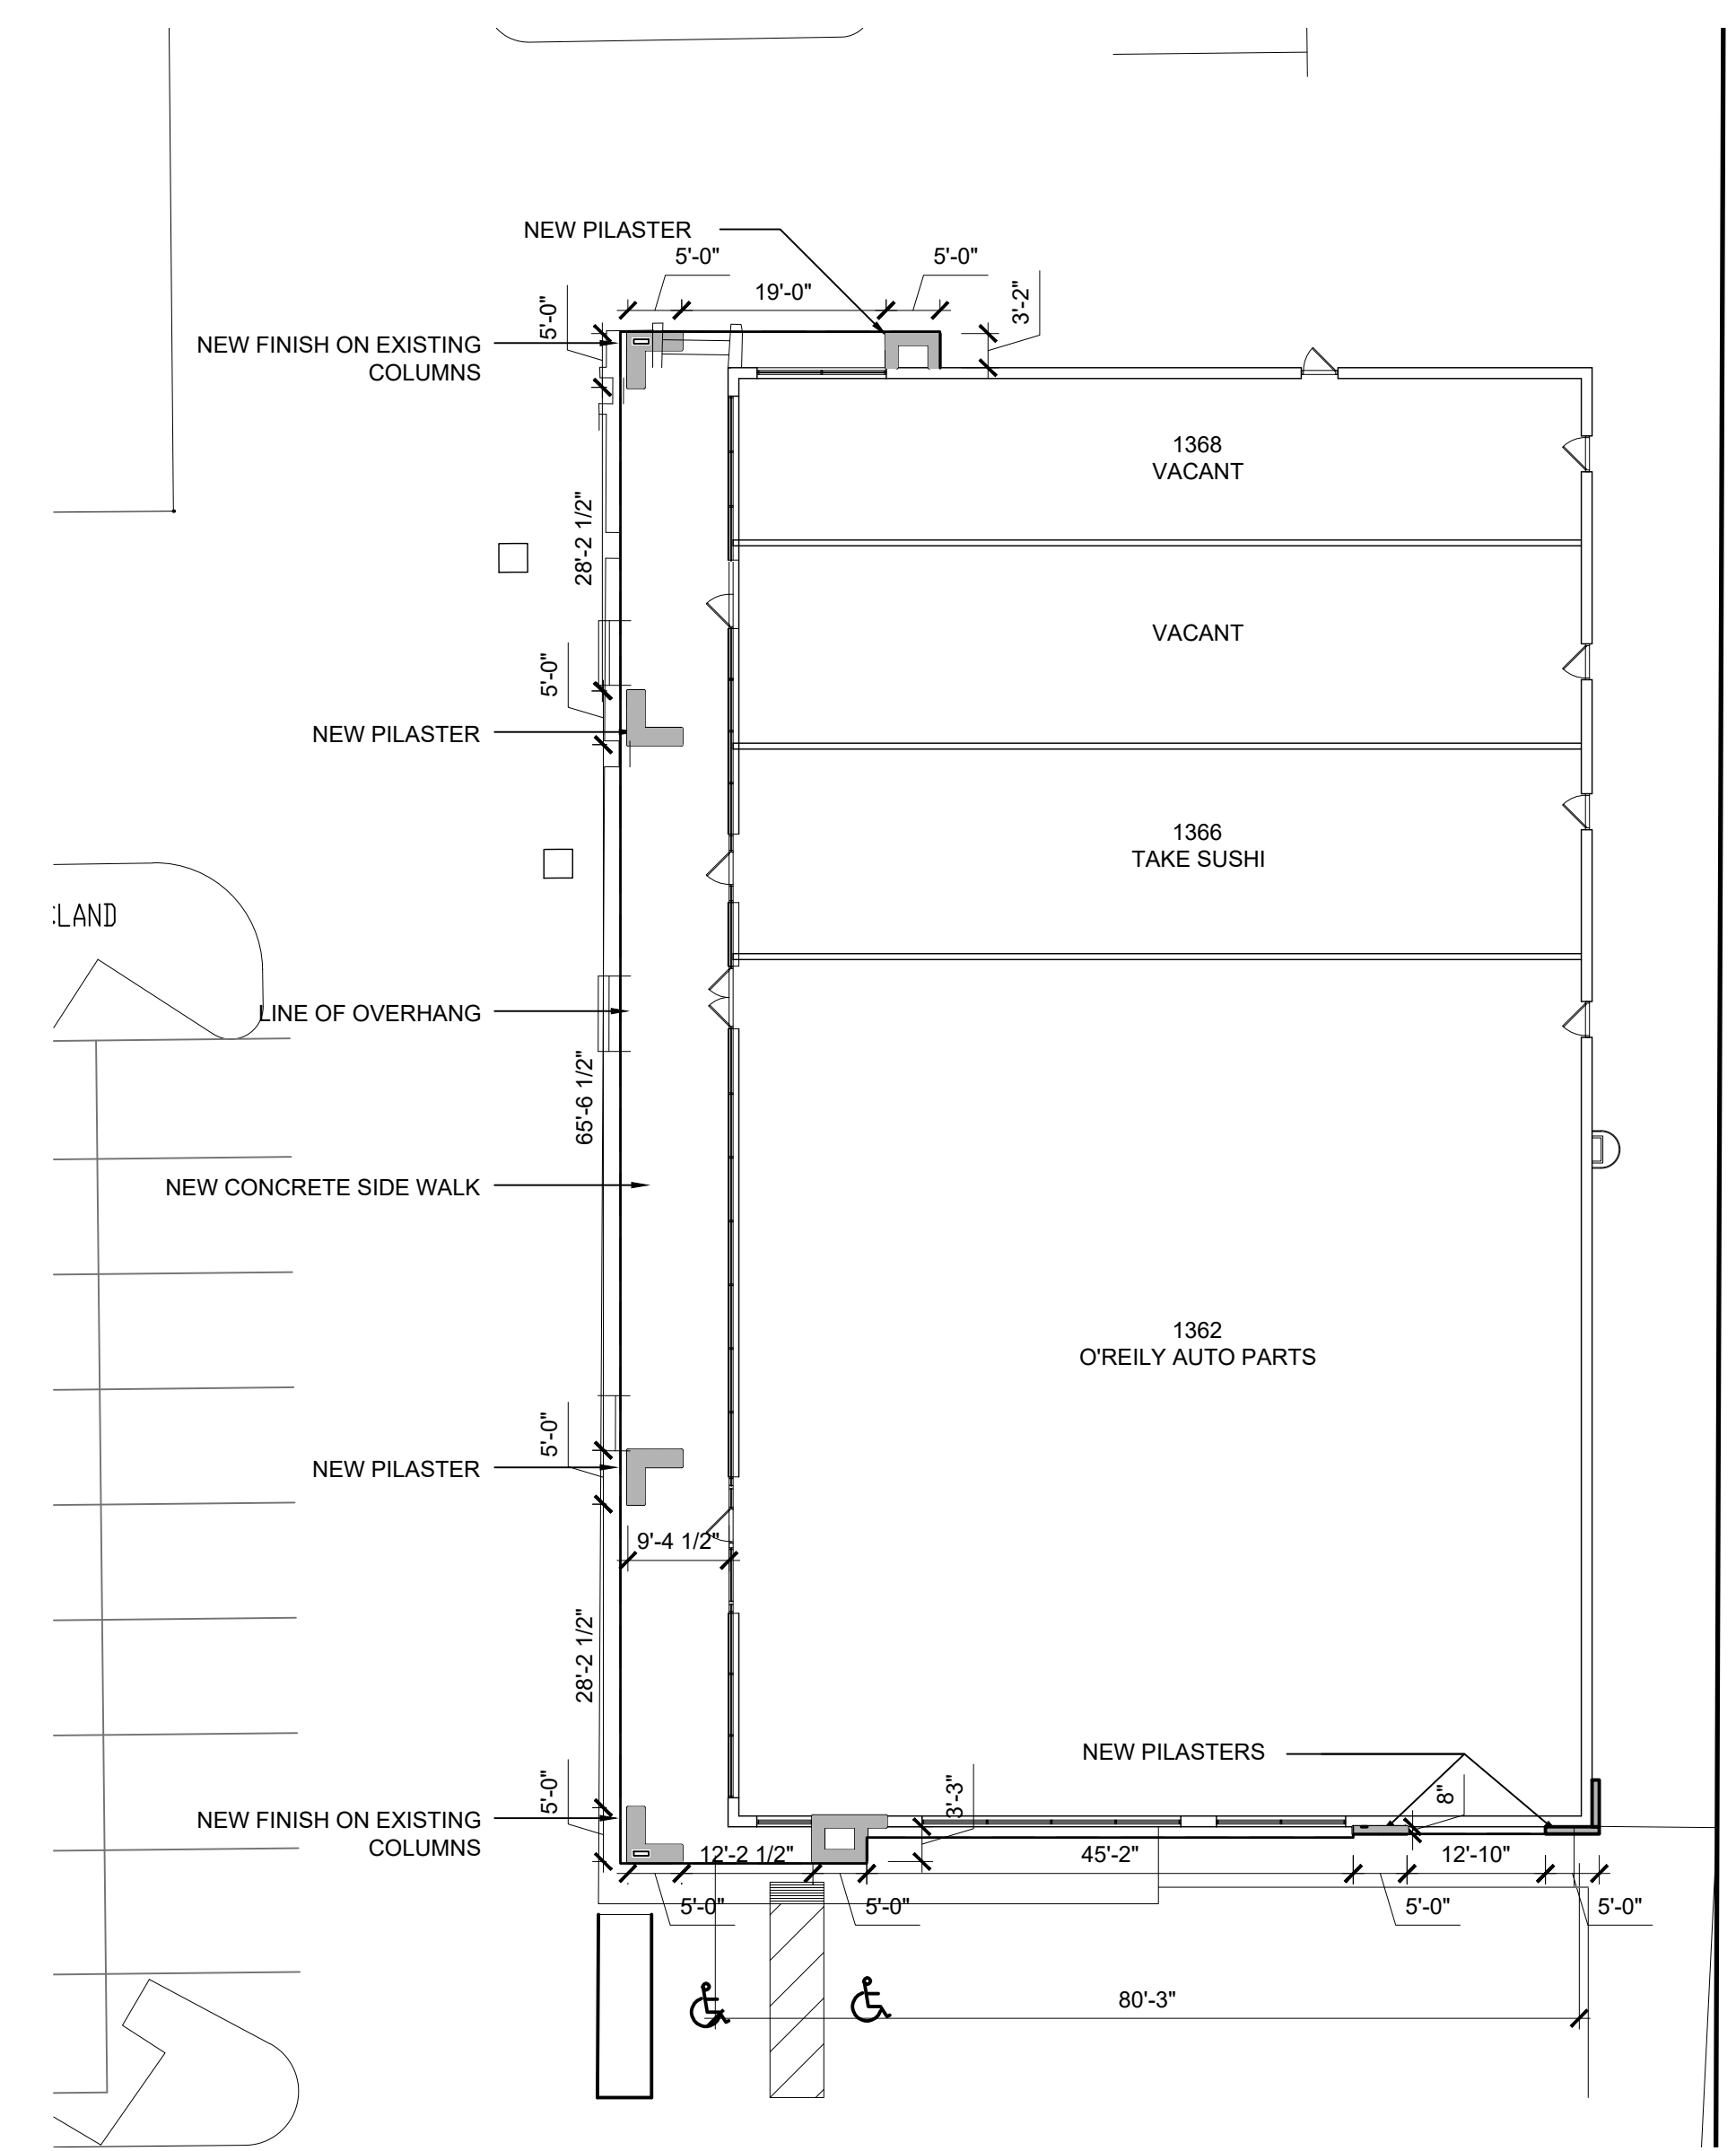 NEW PILASTER
5'-0"
5'-0"
19'-0"
3'-2"
5'-0"
NEW FINISH ON EXISTING
COLUMNS
1368
VACANT
28'-2 1/2"
VACANT
5'-0"
NEW PILASTER
1366
TAKE SUSHI
LAND
LINE OF OVERHANG
65'-6 1/2"
NEW CONCRETE SIDE WALK
1362
O'REILY AUTO PARTS
5'-0"
NEW PILASTER
9'-4 1/2"
28'-2 1/2"
NEW PILASTERS
5'-0"
3'-3"
8"
NEW FINISH ON EXISTING
COLUMNS
12'-2 1/2"
45'-2"
12'-10"
5'-0"
5'-0"
5'-0"
5'-0"
80'-3"